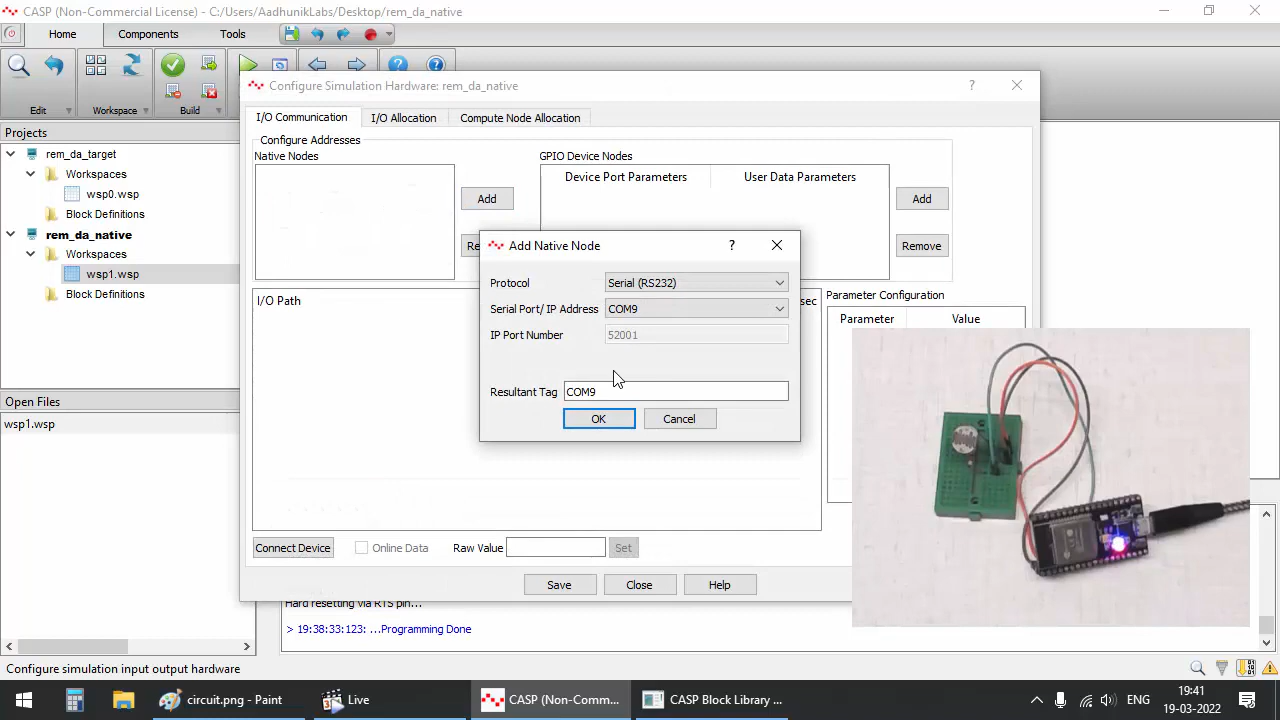 CASP (Non-Commercial License) - C:/Users/AadhunikLabs/Desktop/rem_da_native
Home
Components
Tools
Edit
Workspace
Build
Projects
rem_da_target
Workspaces
wsp0.wsp
Block Definitions
rem_da_native
Workspaces
wsp1.wsp
Block Definitions
Open Files
wsp1.wsp
Configure Simulation Hardware: rem_da_native
I/O Communication
I/O Allocation
Compute Node Allocation
Configure Addresses
Native Nodes
GPIO Device Nodes
Add
Device Port Parameters
User Data Parameters
Add
Remove
I/O Path
Parameter Configuration
Parameter
Value
Add Native Node
Protocol
Serial (RS232)
Serial Port/ IP Address
COM9
IP Port Number
52001
Resultant Tag
COM9
OK
Cancel
Connect Device
Online Data
Raw Value
Set
Save
Close
Help
Hard resetting via RTS pin...
> 19:38:33:123: ...Programming Done
Configure simulation input output hardware
circuit.png - Paint
Live
CASP (Non-Comm...
CASP Block Library ...
ENG
19:41
19-03-2022